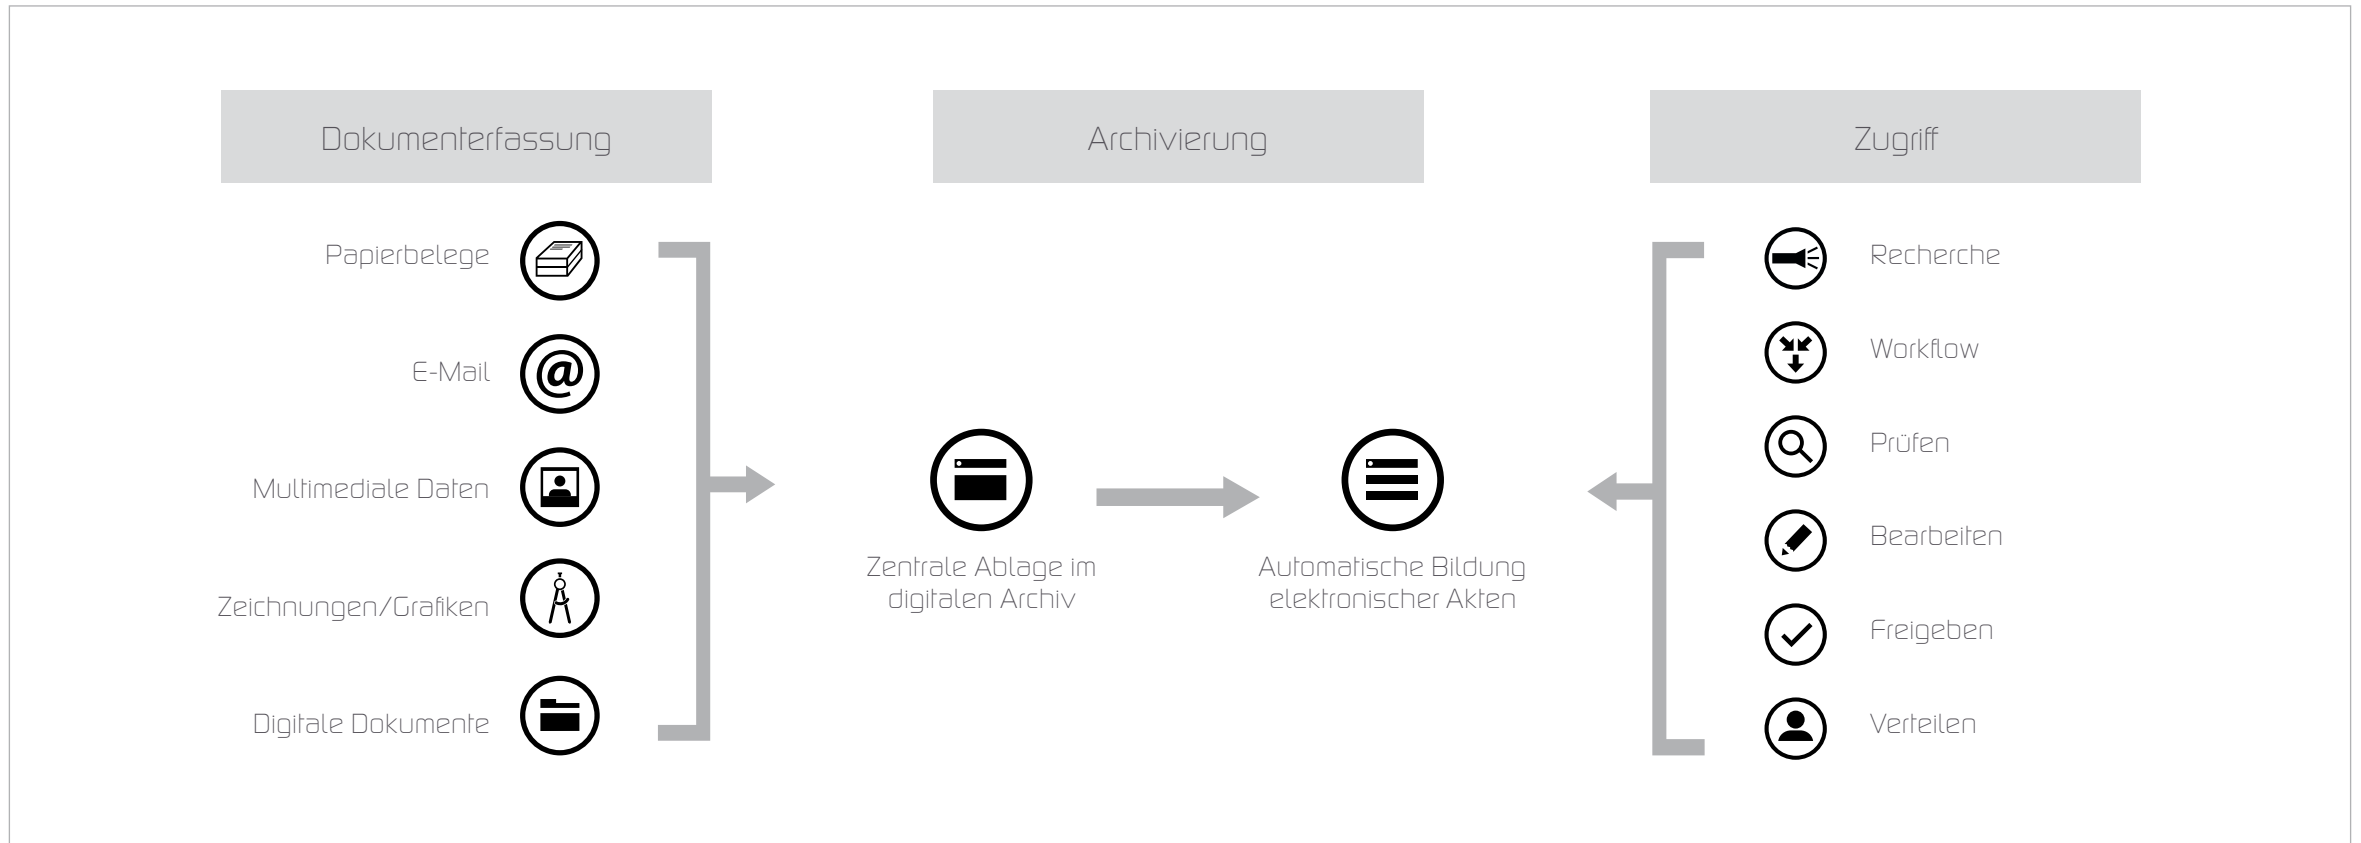 Dokumenterfassung
Papierbelege
E-Mail
@
Multimediale Daten
Zeichnungen/Grafiken
Digitale Dokumente
Archivierung
Zentrale Ablage im
digitalen Archiv
Automatische Bildung
elektronischer Akten
Zugriff
Recherche
Workflow
Prüfen
Bearbeiten
Freigeben
Verteilen